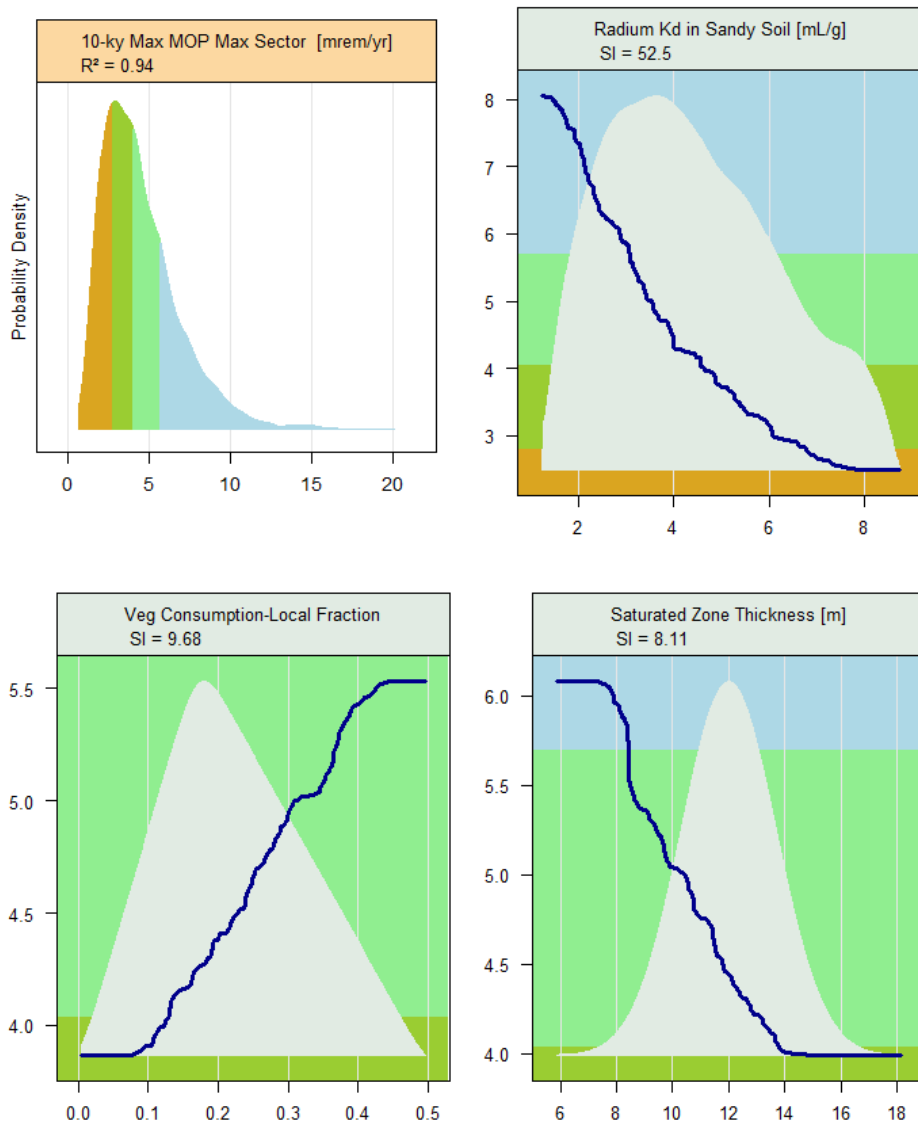 10-ky Max MOP Max Sector [mrem/yr]
R² = 0.94
Probability Density
0 5 10 15 20
Radium Kd in Sandy Soil [mL/g]
SI = 52.5
8
7
6
5
4
3
2 4 6 8
Veg Consumption-Local Fraction
SI = 9.68
5.5
5.0
4.5
4.0
0.0 0.1 0.2 0.3 0.4 0.5
Saturated Zone Thickness [m]
SI = 8.11
6.0
5.5
5.0
4.5
4.0
6 8 10 12 14 16 18